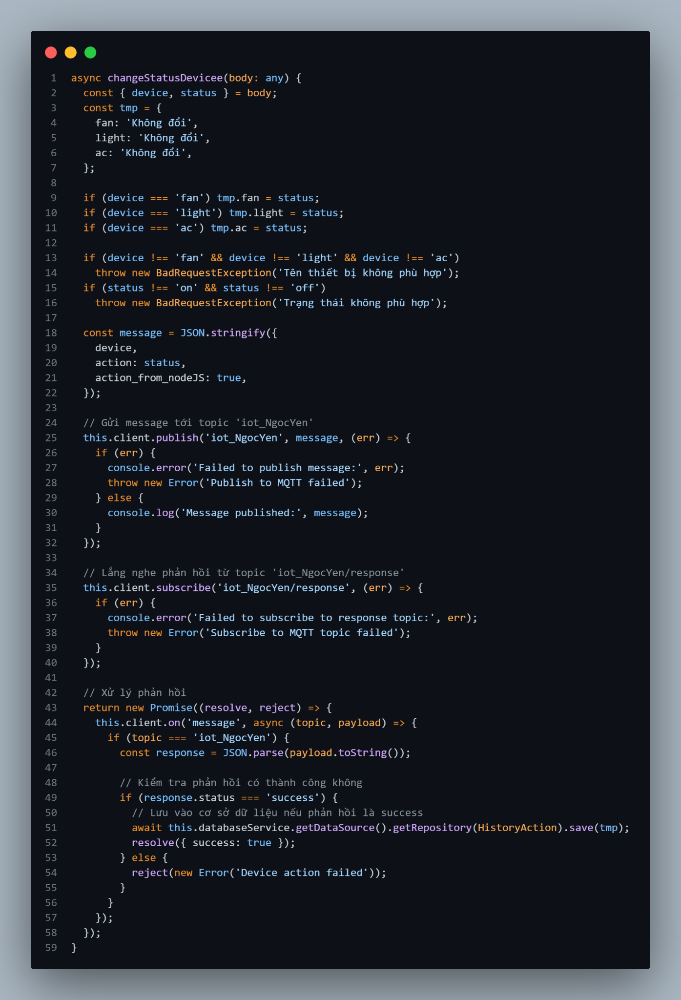 1 async changeStatusDevicee(body: any) {
2 const { device, status } = body;
3 const tmp = {
4 fan: 'Không đổi',
5 light: 'Không đổi',
6 ac: 'Không đổi',
7 };
8
9 if (device === 'fan') tmp.fan = status;
10 if (device === 'light') tmp.light = status;
11 if (device === 'ac') tmp.ac = status;
12
13 if (device !== 'fan' && device !== 'light' && device !== 'ac')
14 throw new BadRequestException('Tên thiết bị không phù hợp');
15 if (status !== 'on' && status !== 'off')
16 throw new BadRequestException('Trạng thái không phù hợp');
17
18 const message = JSON.stringify({
19 device,
20 action: status,
21 action_from_nodeJS: true,
22 });
23
24 // Gửi message tới topic 'iot_NgocYen'
25 this.client.publish('iot_NgocYen', message, (err) => {
26 if (err) {
27 console.error('Failed to publish message:', err);
28 throw new Error('Publish to MQTT failed');
29 } else {
30 console.log('Message published:', message);
31 }
32 });
33
34 // Lắng nghe phản hồi từ topic 'iot_NgocYen/response'
35 this.client.subscribe('iot_NgocYen/response', (err) => {
36 if (err) {
37 console.error('Failed to subscribe to response topic:', err);
38 throw new Error('Subscribe to MQTT topic failed');
39 }
40 });
41
42 // Xử lý phản hồi
43 return new Promise((resolve, reject) => {
44 this.client.on('message', async (topic, payload) => {
45 if (topic === 'iot_NgocYen') {
46 const response = JSON.parse(payload.toString());
47
48 // Kiểm tra phản hồi có thành công không
49 if (response.status === 'success') {
50 // Lưu vào cơ sở dữ liệu nếu phản hồi là success
51 await this.databaseService.getDataSource().getRepository(HistoryAction).save(tmp);
52 resolve({ success: true });
53 } else {
54 reject(new Error('Device action failed'));
55 }
56 }
57 });
58 });
59 }